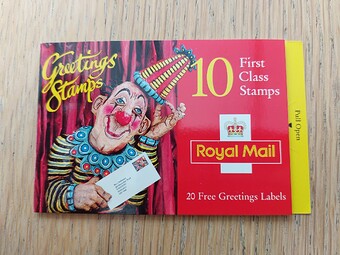 Greetings
Stamps
10
First
Class
Stamps
Pull Open
Royal Mail
20 Free Greetings Labels